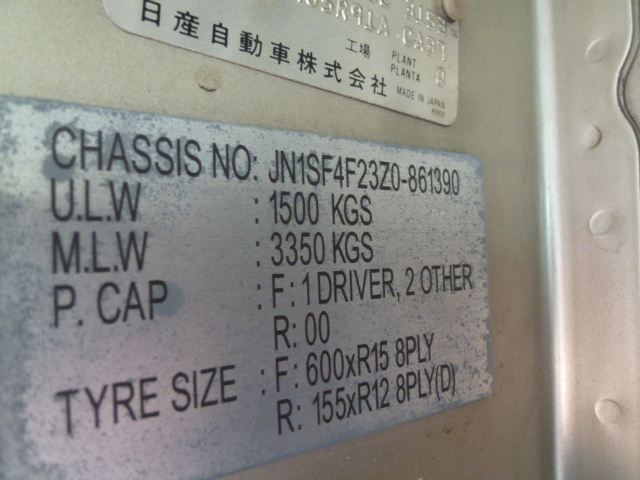 日産自動車株式会社
工場
PLANT
PLANTA
MADE IN JAPAN
CHASSIS NO: JN1SF4F23Z0-861390
U.L.W : 1500 KGS
M.L.W : 3350 KGS
P. CAP : F: 1 DRIVER, 2 OTHER
R: 00
TYRE SIZE : F: 600xR15 8PLY
R: 155xR12 8PLY(D)